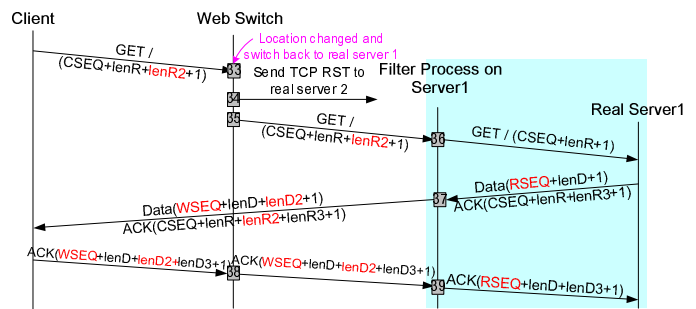 Client
Web Switch
Location changed and
switch back to real server 1
GET /
(CSEQ+lenR+lenR2+1)
33
Send TCP RST to
real server 2
34
Filter Process on
Server1
Real Server1
35
GET /
(CSEQ+lenR+lenR2+1)
36
GET / (CSEQ+lenR+1)
Data(RSEQ+lenD+1)
ACK(CSEQ+lenR+lenR3+1)
37
Data(WSEQ+lenD+lenD2+1)
ACK(CSEQ+lenR+lenR2+lenR3+1)
ACK(WSEQ+lenD+lenD2+lenD3+1)
38
ACK(WSEQ+lenD+lenD2+lenD3+1)
39
ACK(RSEQ+lenD+lenD3+1)